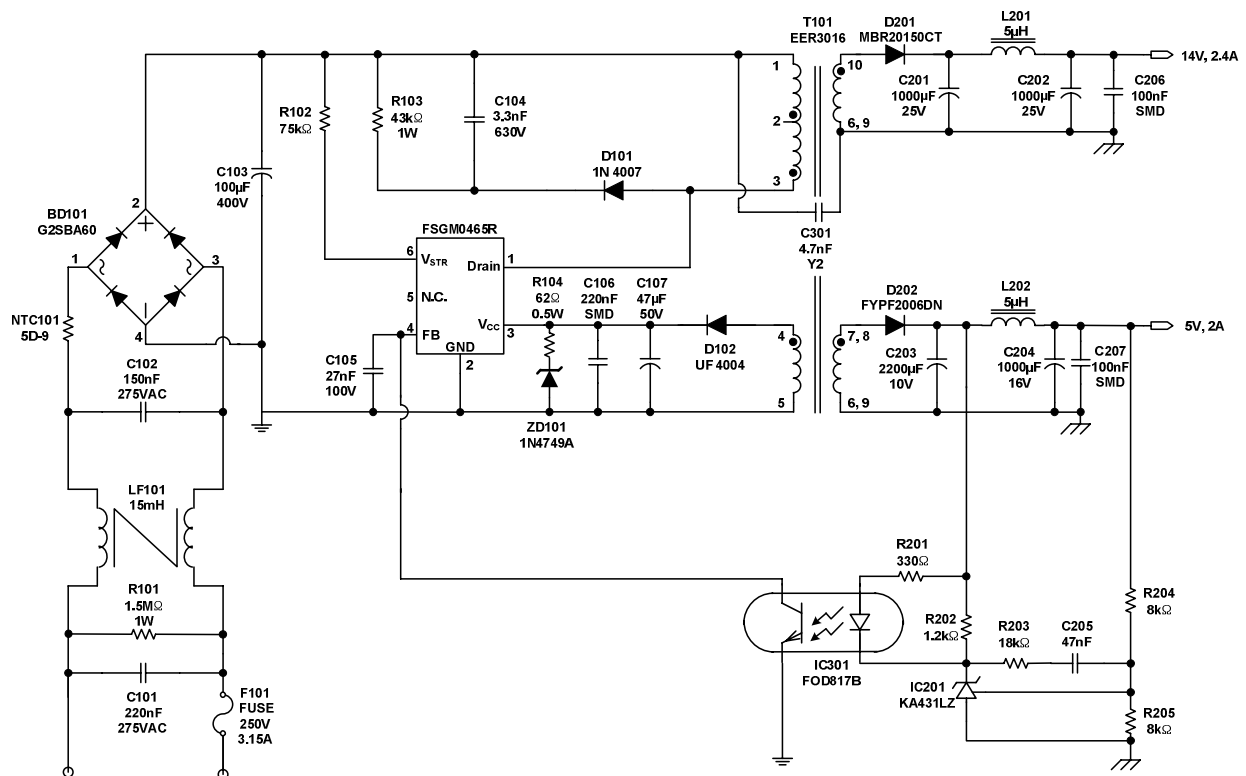 T101
EER3016
D201
MBR20150CT
L201
5µH
14V, 2.4A
1
10
C201
1000µF
25V
C202
1000µF
25V
C206
100nF
SMD
R102
75kΩ
R103
43kΩ
1W
C104
3.3nF
630V
2
6, 9
D101
1N 4007
3
C103
100µF
400V
BD101
G2SBA60
2
1
3
4
FSGM0465R
6
VSTR
Drain
1
5
N.C.
4
FB
VCC
3
GND
2
C301
4.7nF
Y2
R104
62Ω
0.5W
C106
220nF
SMD
C107
47µF
50V
D202
FYPF2006DN
L202
5µH
5V, 2A
NTC101
5D-9
D102
UF 4004
4
7, 8
C203
2200µF
10V
C204
1000µF
16V
C207
100nF
SMD
C105
27nF
100V
C102
150nF
275VAC
5
6, 9
ZD101
1N4749A
LF101
15mH
R201
330Ω
R101
1.5MΩ
1W
R202
1.2kΩ
R203
18kΩ
C205
47nF
R204
8kΩ
IC301
FOD817B
IC201
KA431LZ
R205
8kΩ
C101
220nF
275VAC
F101
FUSE
250V
3.15A